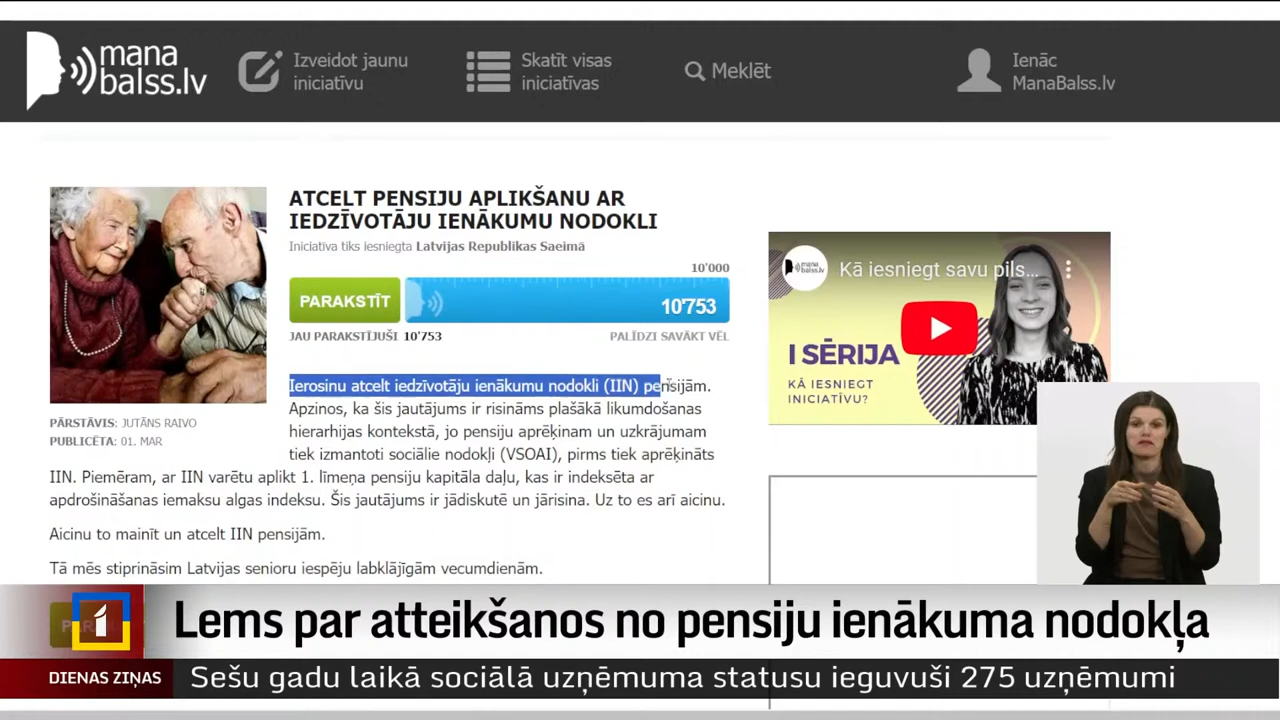 mana
balss.lv
Izveidot jaunu
iniciatīvu
Skatīt visas
iniciatīvas
Meklēt
Ienāc
ManaBalss.lv
ATCELT PENSIJU APLIKŠANU AR
IEDZĪVOTĀJU IENĀKUMU NODOKLI
Iniciatīva tiks iesniegta Latvijas Republikas Saeimā
10'000
PARAKSTĪT
10'753
JAU PARAKSTĪJUŠI 10'753
PALĪDZI SAVĀKT VĒL
Ierosinu atcelt iedzīvotāju ienākumu nodokli (IIN) pensijām.
Apzinos, ka šis jautājums ir risināms plašākā likumdošanas
hierarhijas kontekstā, jo pensiju aprēķinam un uzkrājumam
tiek izmantoti sociālie nodokļi (VSOAI), pirms tiek aprēķināts
IIN. Piemēram, ar IIN varētu aplikt 1. līmeņa pensiju kapitāla daļu, kas ir indeksēta ar
apdrošināšanas iemaksu algas indeksu. Šis jautājums ir jādiskutē un jārisina. Uz to es arī aicinu.
Aicinu to mainīt un atcelt IIN pensijām.
Tā mēs stiprināsim Latvijas senioru iespēju labklājīgām vecumdienām.
PĀRSTĀVIS: JUTĀNS RAIVO
PUBLICĒTA: 01. MAR
mana
balss.lv
Kā iesniegt savu pils...
I SĒRIJA
KĀ IESNIEGT
INICIATĪVU?
1
Lems par atteikšanos no pensiju ienākuma nodokļa
DIENAS ZIŅAS
Sešu gadu laikā sociālā uzņēmuma statusu ieguvuši 275 uzņēmumi